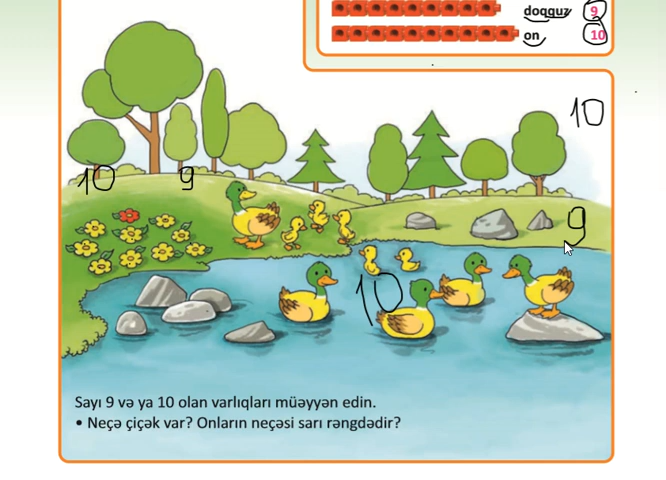 doqquz 9
on 10
10
10 9
9
10
Sayı 9 və ya 10 olan varlıqları müəyyən edin.
• Neçə çiçək var? Onların neçəsi sarı rəngdədir?